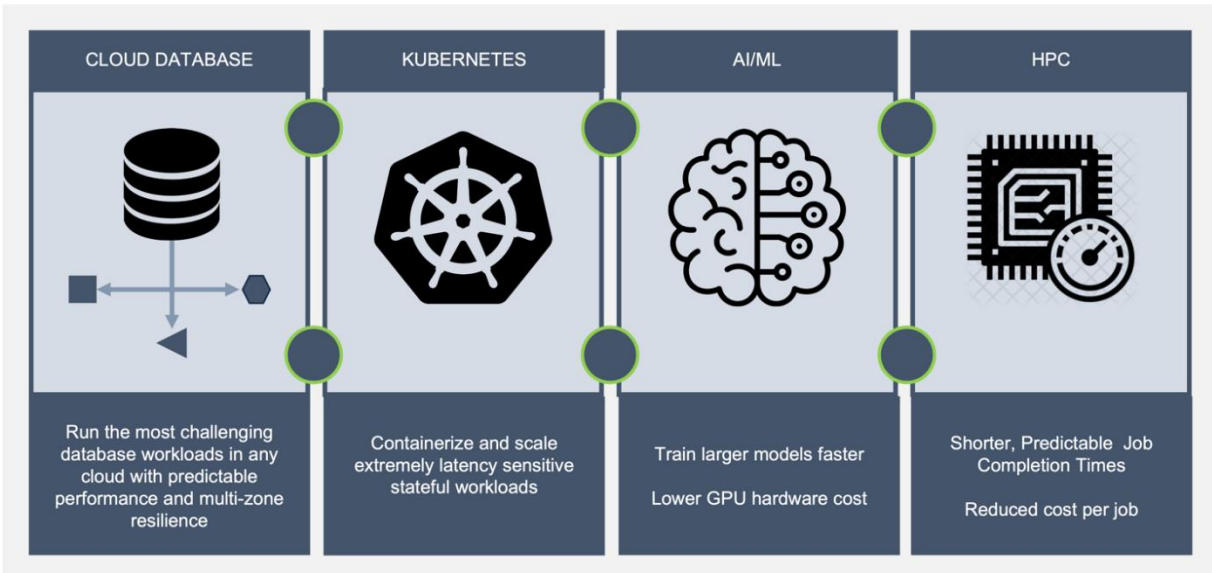 CLOUD DATABASE
KUBERNETES
AI/ML
HPC
Run the most challenging
database workloads in any
cloud with predictable
performance and multi-zone
resilience
Containerize and scale
extremely latency sensitive
stateful workloads
Train larger models faster
Lower GPU hardware cost
Shorter, Predictable Job
Completion Times
Reduced cost per job